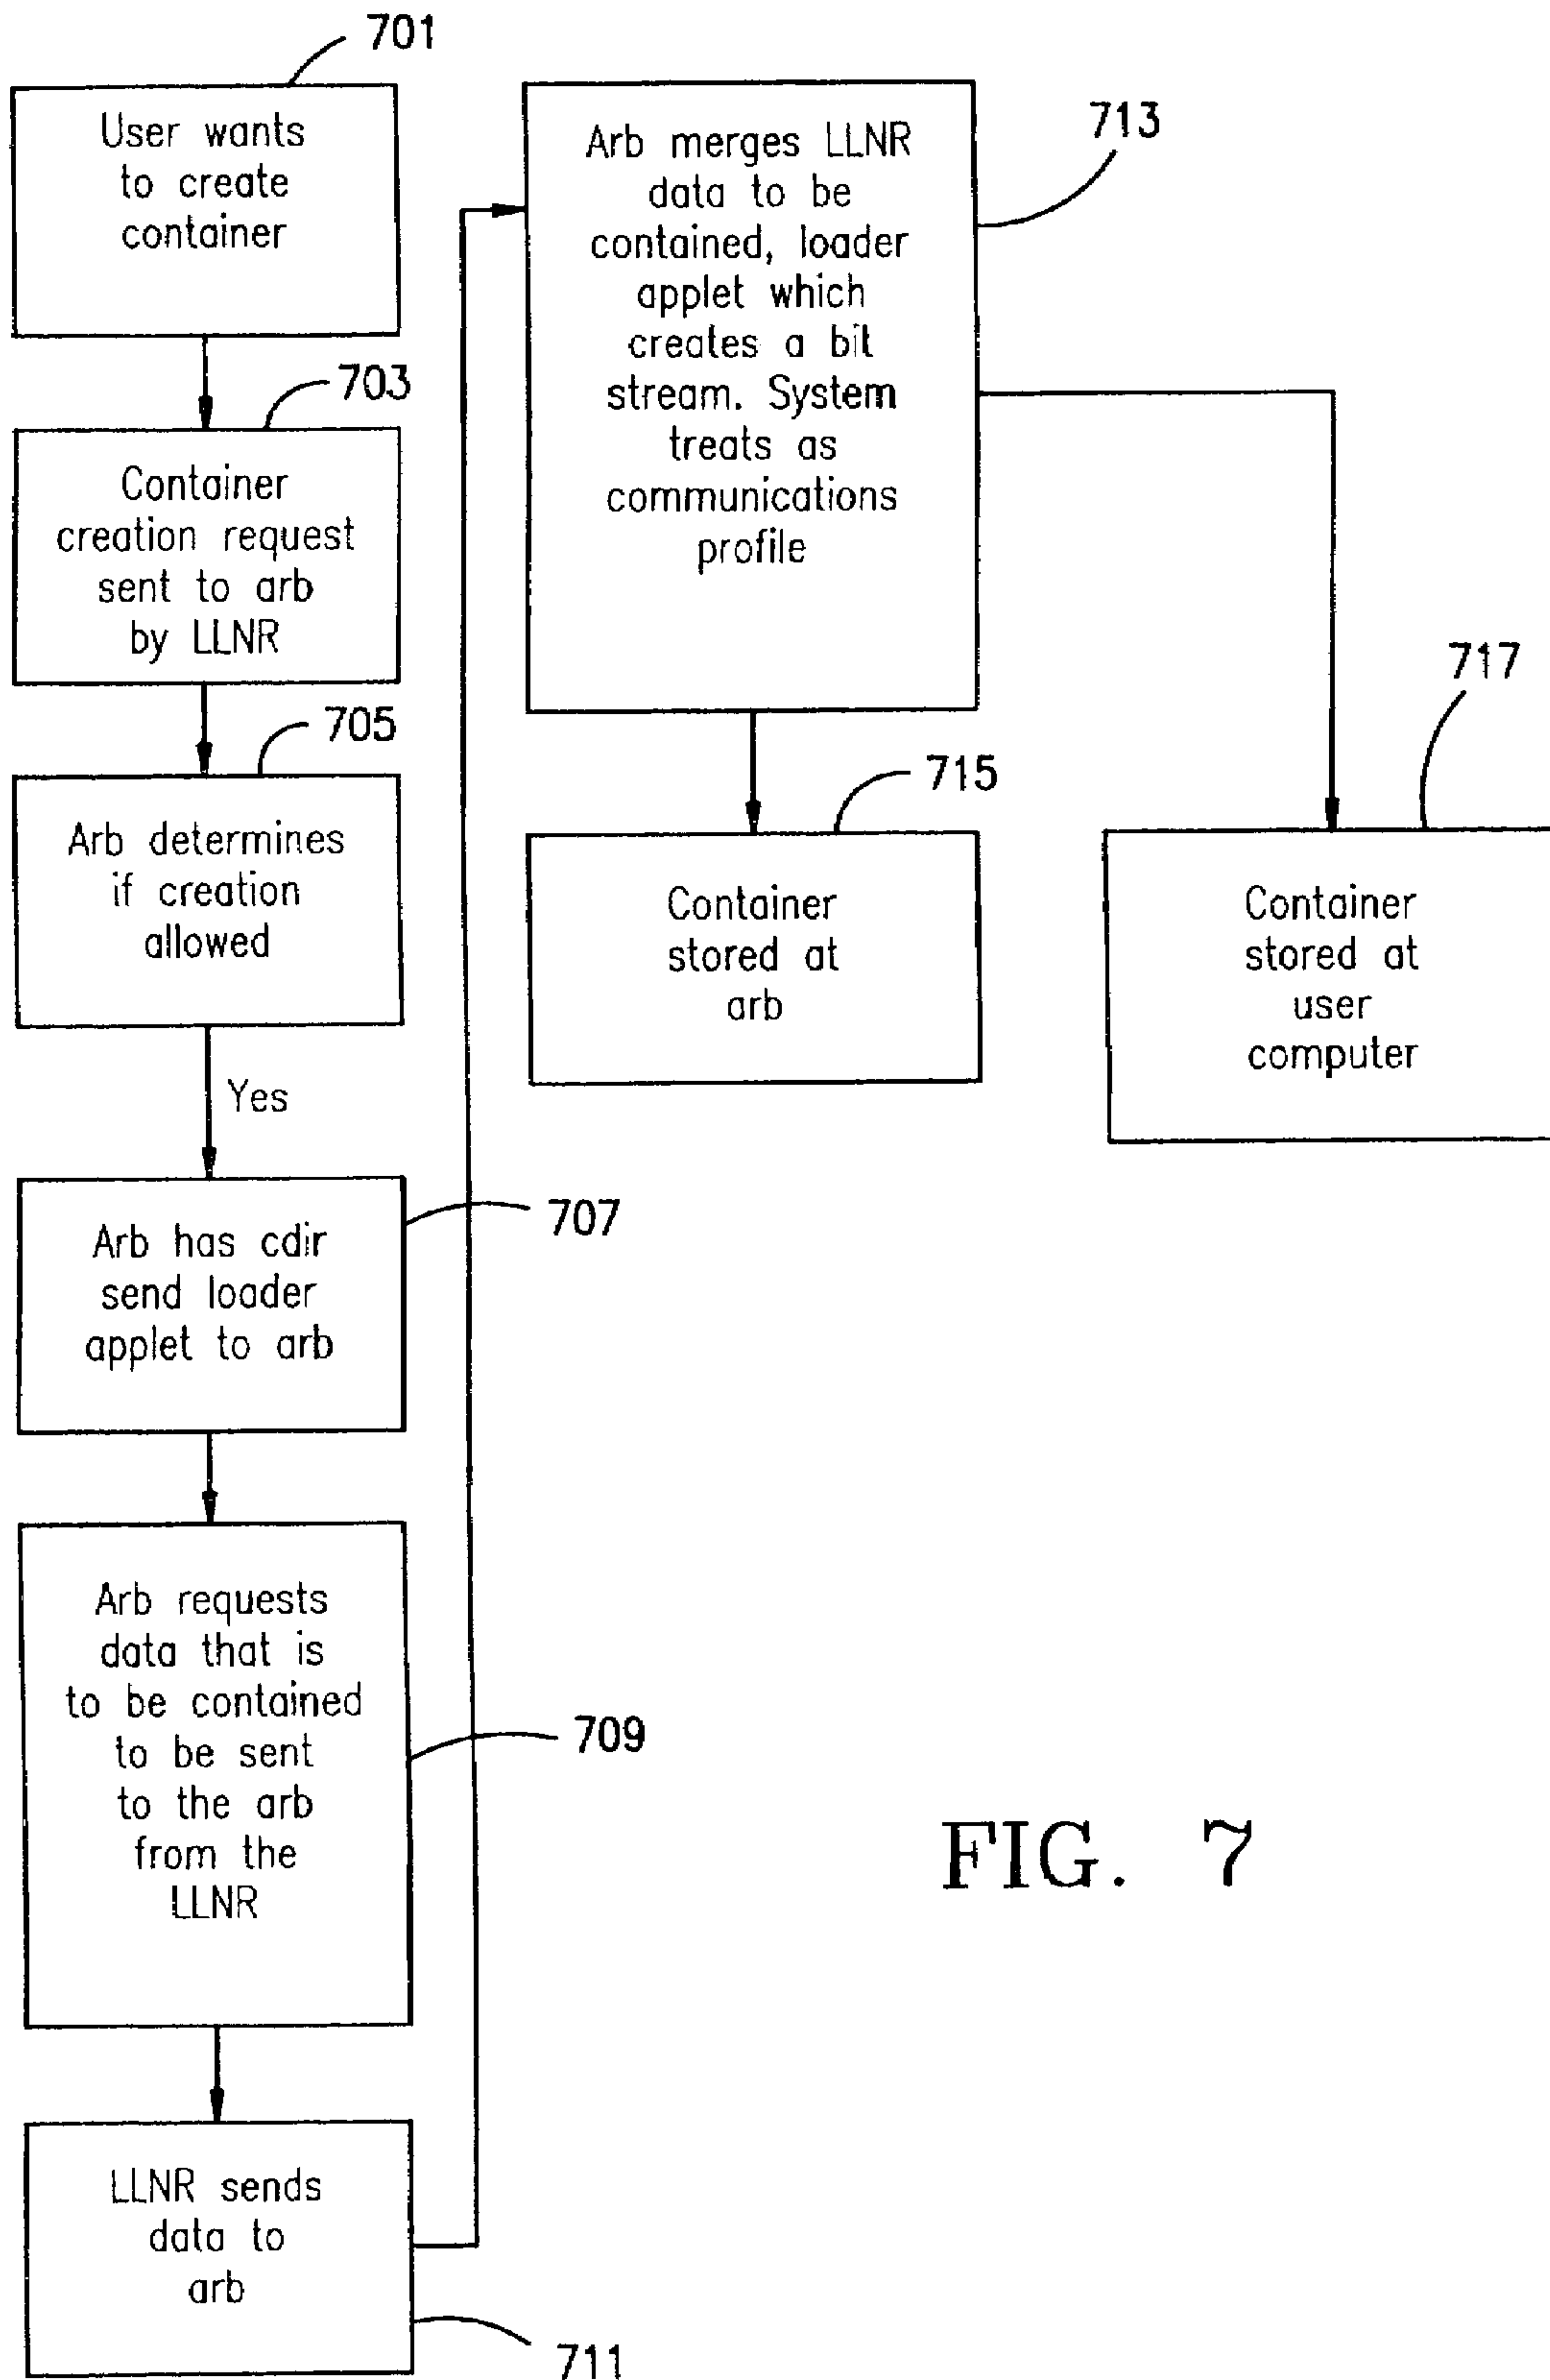 701
User wants
to create
container
703
Container
creation request
sent to arb
by LLNR
705
Arb determines
if creation
allowed
Yes
707
Arb has cdir
send loader
applet to arb
709
Arb requests
data that is
to be contained
to be sent
to the arb
from the
LLNR
711
LLNR sends
data to
arb
713
Arb merges LLNR
data to be
contained, loader
applet which
creates a bit
stream. System
treats as
communications
profile
715
Container
stored at
arb
717
Container
stored at
user
computer
FIG. 7